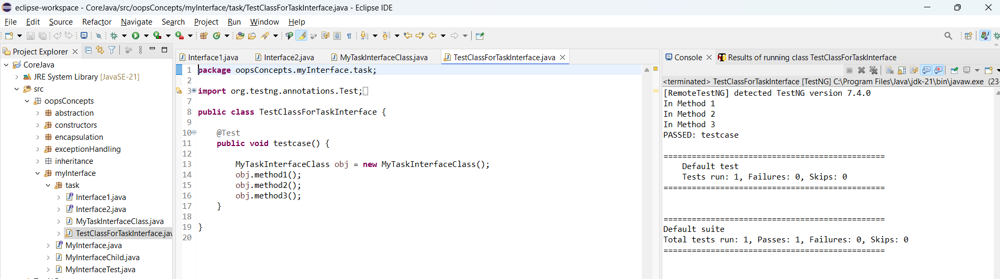 eclipse-workspace - CoreJava/src/oopsConcepts/myInterface/task/TestClassForTaskInterface.java - Eclipse IDE
File Edit Source Refactor Navigate Search Project Run Window Help
Project Explorer
CoreJava
JRE System Library [JavaSE-21]
src
oopsConcepts
abstraction
constructors
encapsulation
exceptionHandling
inheritance
myInterface
task
Interface1.java
Interface2.java
MyTaskInterfaceClass.java
TestClassForTaskInterface.jav
MyInterface.java
MyInterfaceChild.java
MyInterfaceTest.java
Interface1.java Interface2.java MyTaskInterfaceClass.java TestClassForTaskInterface.java
1 package oopsConcepts.myInterface.task;
2
3 import org.testng.annotations.Test;
7
8 public class TestClassForTaskInterface {
9
10 @Test
11 public void testcase() {
12
13 MyTaskInterfaceClass obj = new MyTaskInterfaceClass();
14 obj.method1();
15 obj.method2();
16 obj.method3();
17 }
18
19 }
20
Console Results of running class TestClassForTaskInterface
<terminated> TestClassForTaskInterface [TestNG] C:\Program Files\Java\jdk-21\bin\javaw.exe (23-
[RemoteTestNG] detected TestNG version 7.4.0
In Method 1
In Method 2
In Method 3
PASSED: testcase
===============================================
Default test
Tests run: 1, Failures: 0, Skips: 0
===============================================
===============================================
Default suite
Total tests run: 1, Passes: 1, Failures: 0, Skips: 0
===============================================